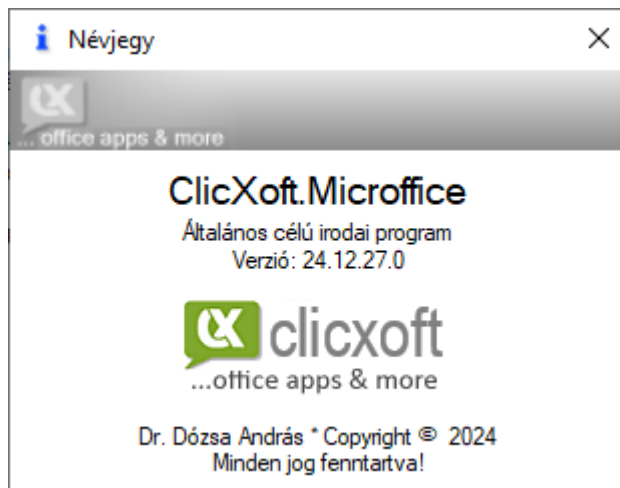 Névjegy
... office apps & more
ClicXoft.Microffice
Általános célú irodai program
Verzió: 24.12.27.0
clicxoft
...office apps & more
Dr. Dózsa András * Copyright © 2024
Minden jog fenntartva!